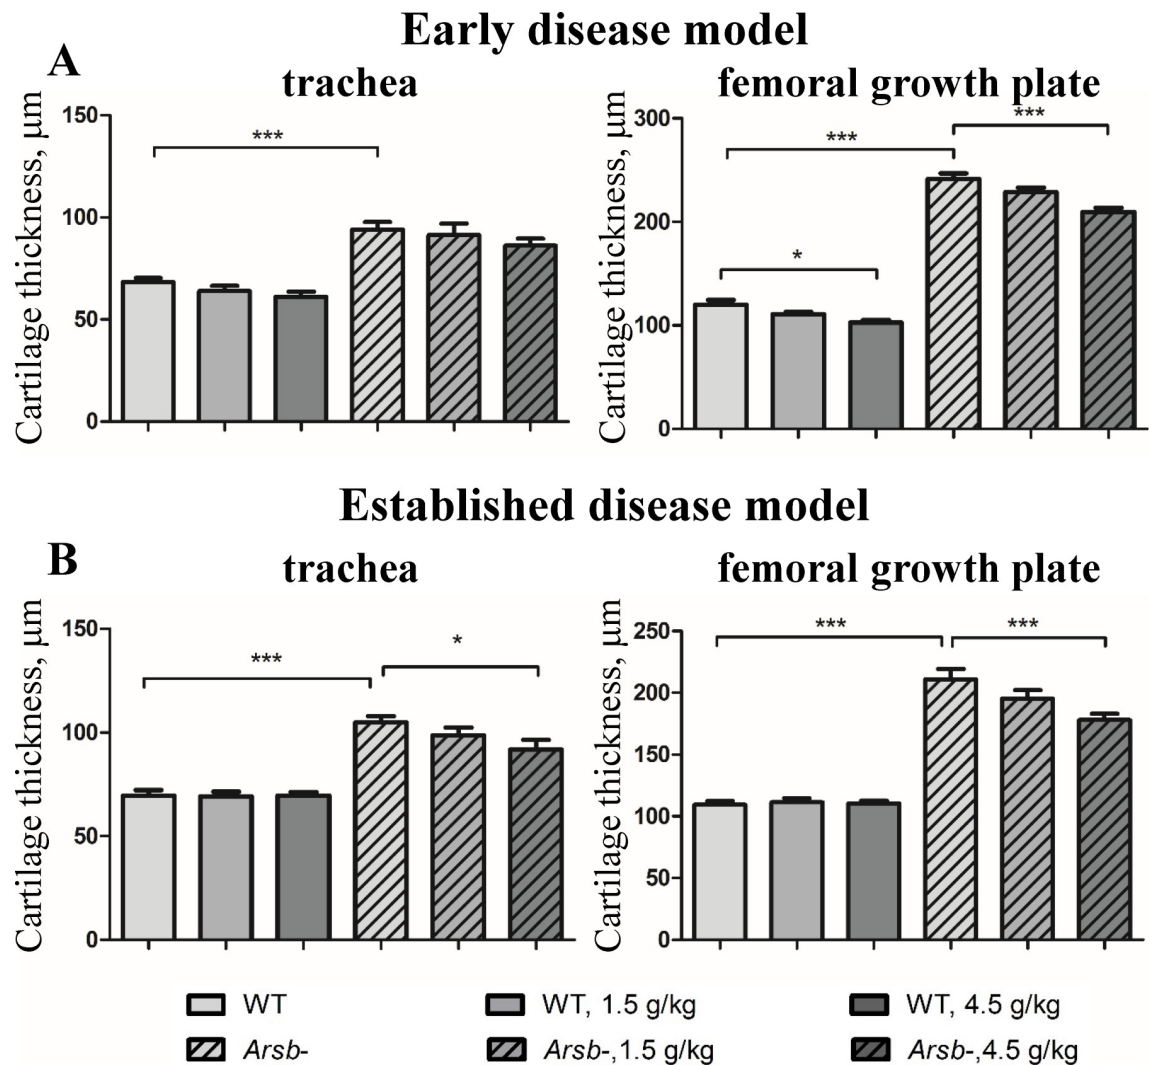 Early disease model
A
trachea
femoral growth plate
Cartilage thickness, μm
150
100
50
0
***
Cartilage thickness, μm
300
200
100
0
***
***
*
Established disease model
B
trachea
femoral growth plate
Cartilage thickness, μm
150
100
50
0
***
*
Cartilage thickness, μm
250
200
150
100
50
0
***
***
WT
WT, 1.5 g/kg
WT, 4.5 g/kg
Arsb-
Arsb-,1.5 g/kg
Arsb-,4.5 g/kg